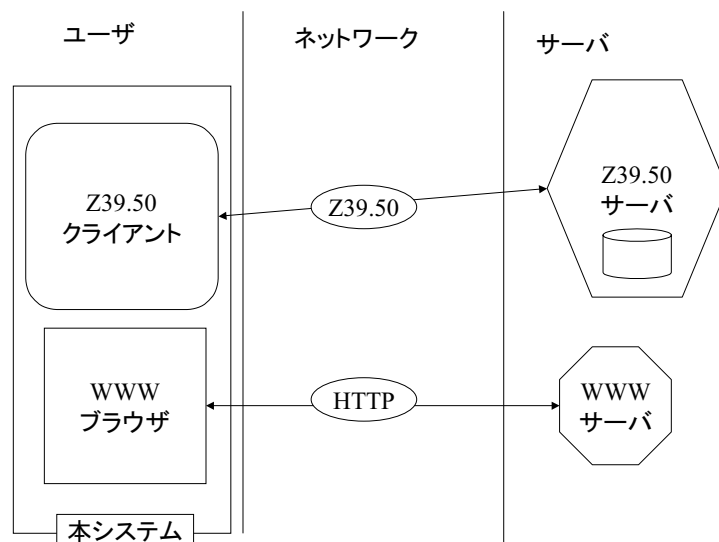 ユーザ
ネットワーク
サーバ
Z39.50
クライアント
Z39.50
Z39.50
サーバ
WWW
ブラウザ
HTTP
WWW
サーバ
本システム